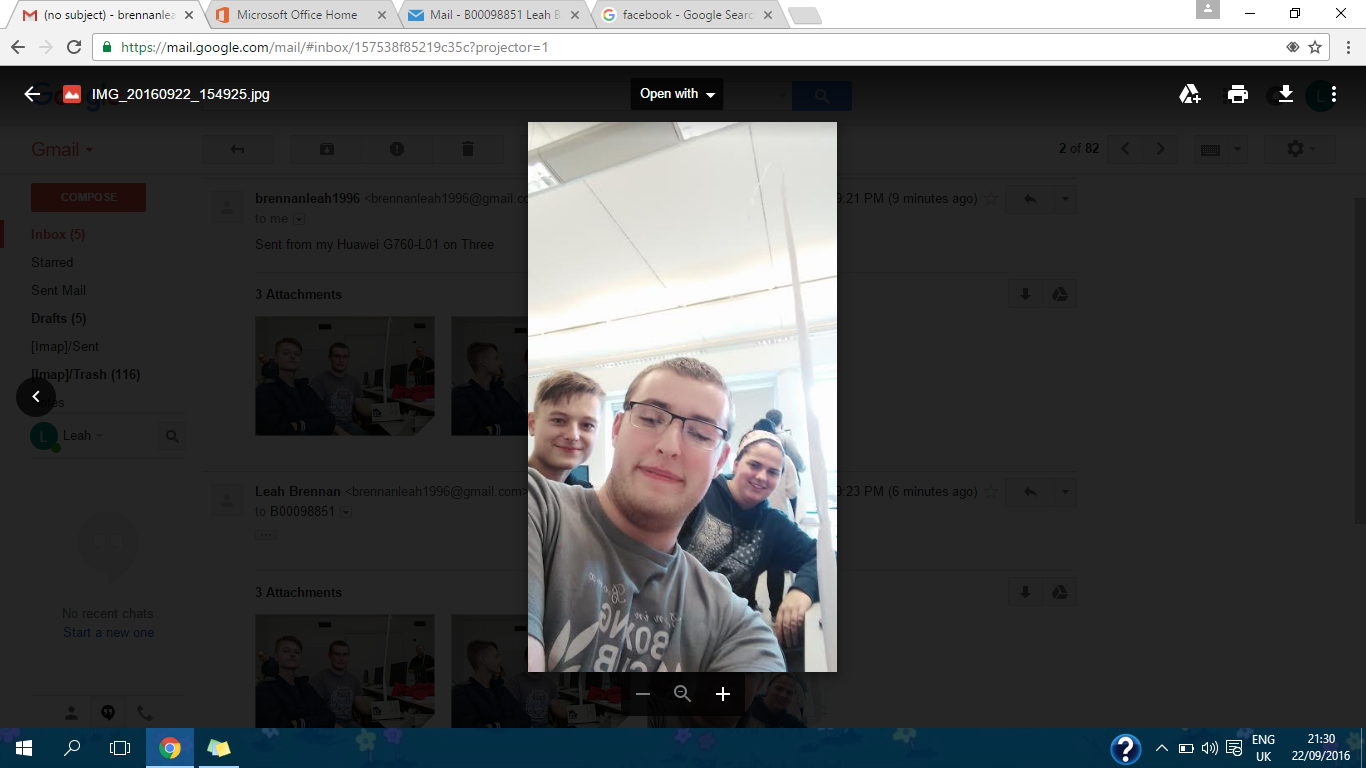 (no subject) - brennanlea
Microsoft Office Home
Mail - B00098851 Leah B
facebook - Google Searc
https://mail.google.com/mail/#inbox/157538f85219c35c?projector=1
IMG_20160922_154925.jpg
Open with
Gmail
2 of 82
COMPOSE
Inbox (5)
Starred
Sent Mail
Drafts (5)
[Imap]/Sent
[Imap]/Trash (116)
Leah
No recent chats
Start a new one
brennanleah1996 <brennanleah1996@gmail.co
9:21 PM (9 minutes ago)
to me
Sent from my Huawei G760-L01 on Three
3 Attachments
Leah Brennan <brennanleah1996@gmail.com>
9:23 PM (6 minutes ago)
to B00098851
3 Attachments
ENG
UK
21:30
22/09/2016